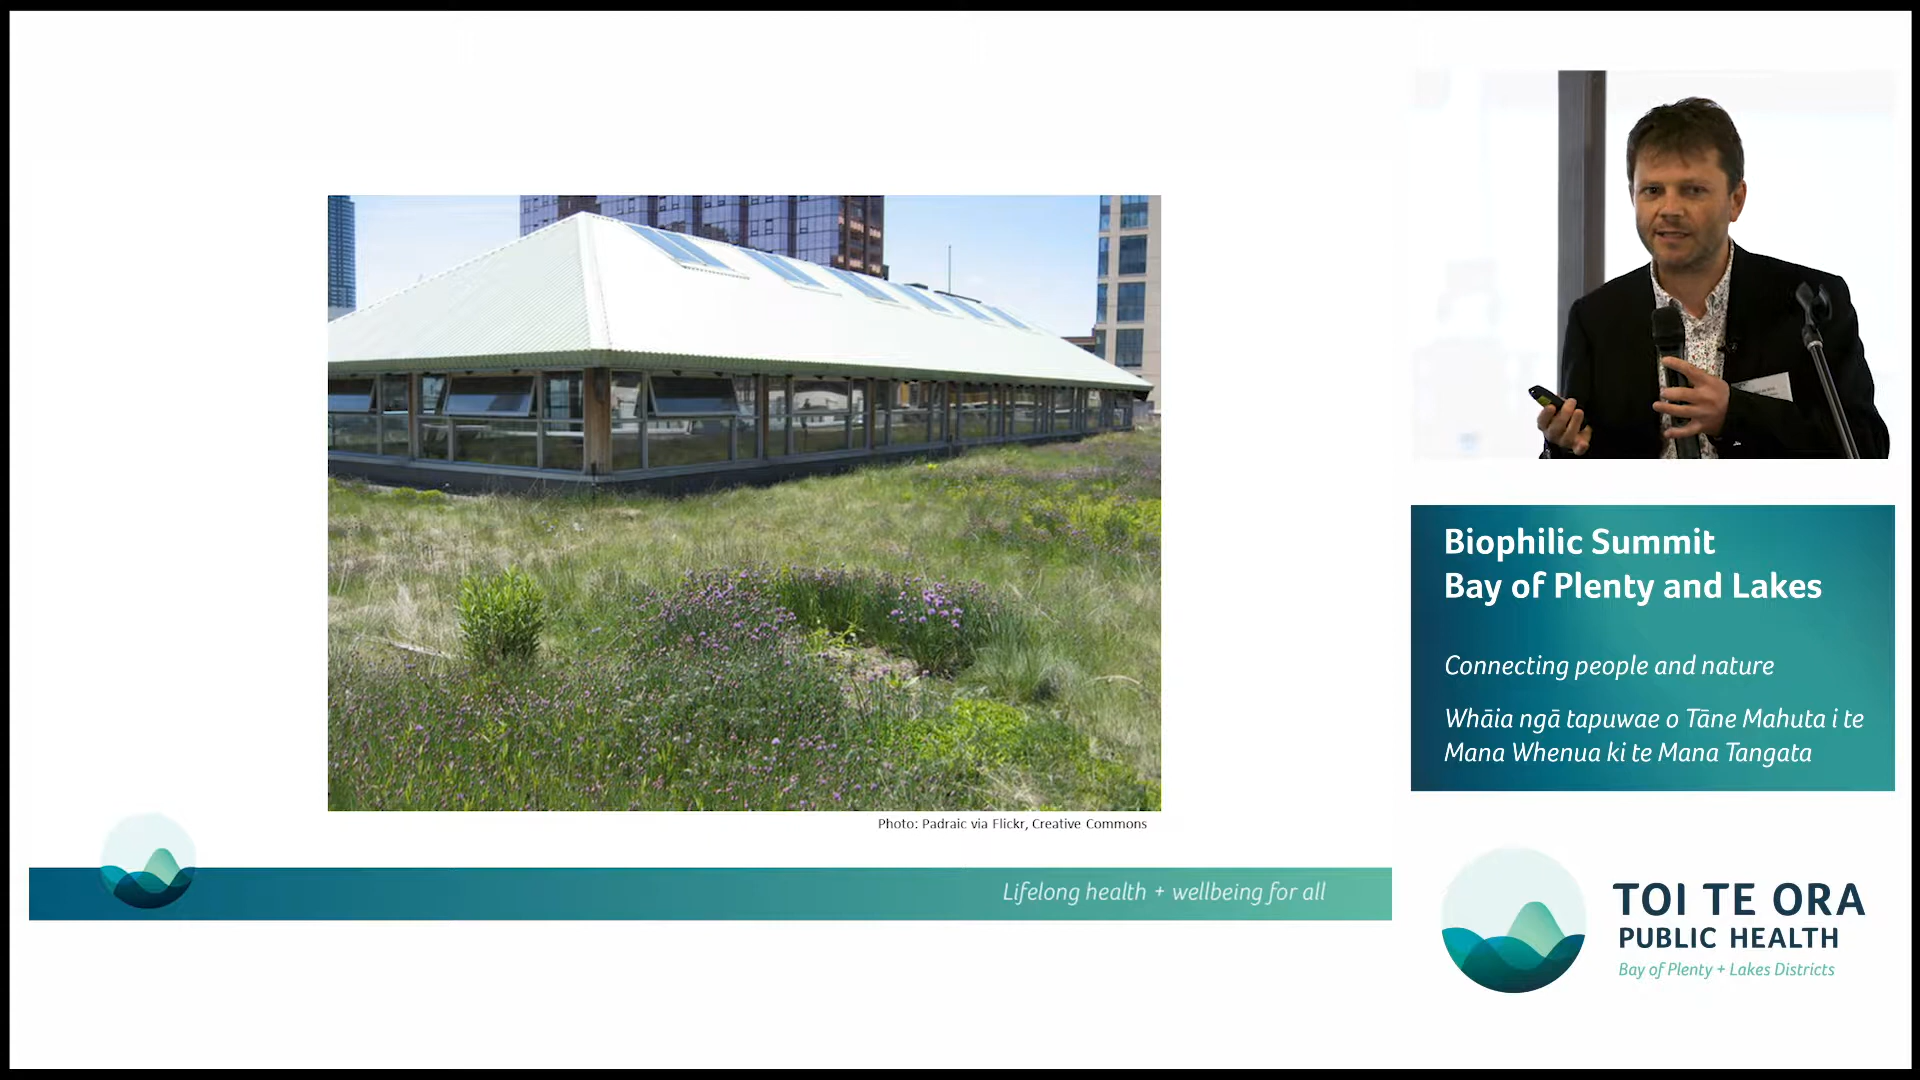 Photo: Padraic via Flickr, Creative Commons
Lifelong health + wellbeing for all
Biophilic Summit
Bay of Plenty and Lakes
Connecting people and nature
Whāia ngā tapuwae o Tāne Mahuta i te
Mana Whenua ki te Mana Tangata
TOI TE ORA
PUBLIC HEALTH
Bay of Plenty + Lakes Districts